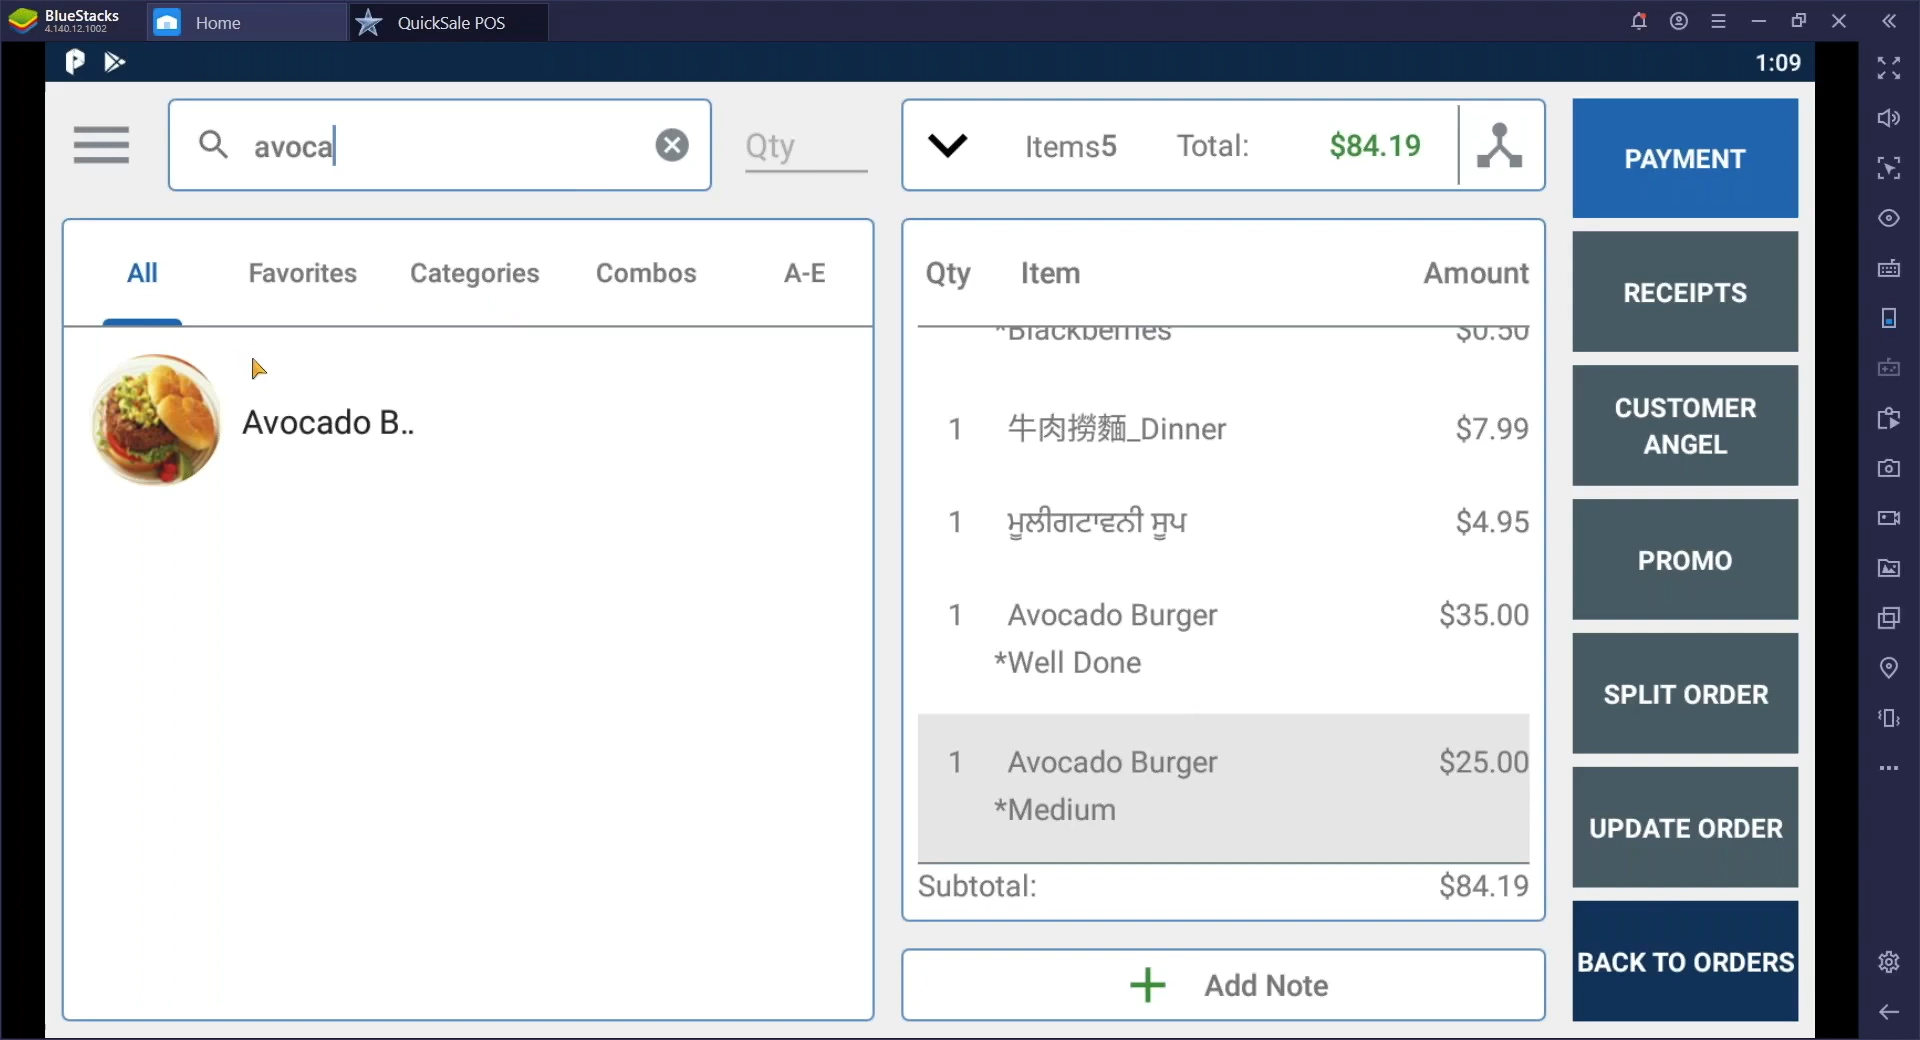 BlueStacks
4.140.12.1002
Home
QuickSale POS
1:09
avoca
Qty
Items5
Total:
$84.19
PAYMENT
All
Favorites
Categories
Combos
A-E
Avocado B..
Qty
Item
Amount
*Blackberries
$0.50
1
牛肉撈麵_Dinner
$7.99
1
ਮੂਲੀਗਟਾਵਨੀ ਸੂਪ
$4.95
1
Avocado Burger
$35.00
*Well Done
1
Avocado Burger
$25.00
*Medium
Subtotal:
$84.19
Add Note
RECEIPTS
CUSTOMER
ANGEL
PROMO
SPLIT ORDER
UPDATE ORDER
BACK TO ORDERS